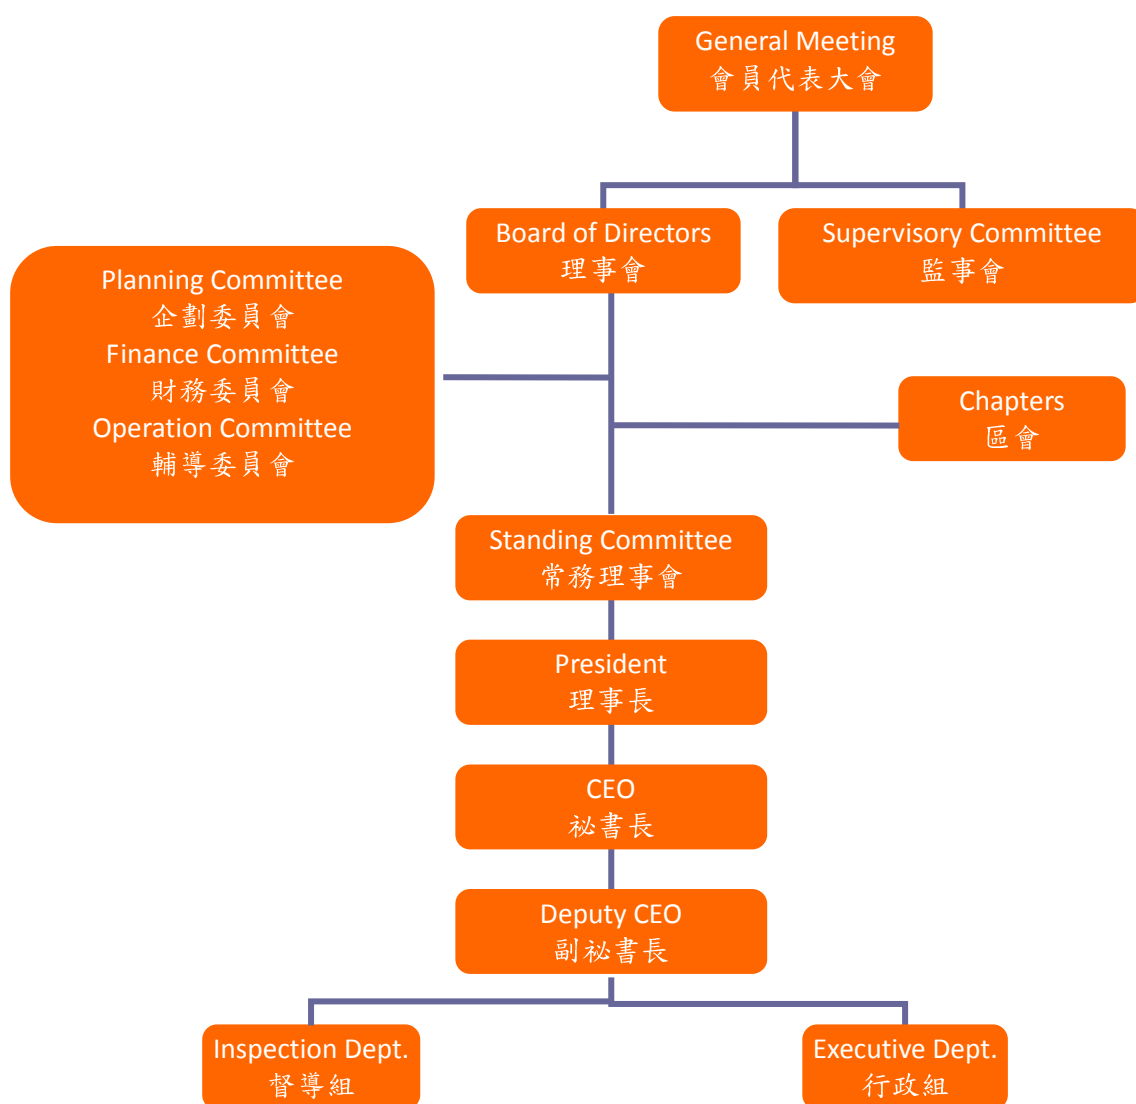 General Meeting
會員代表大會
Board of Directors
理事會
Supervisory Committee
監事會
Planning Committee
企劃委員會
Finance Committee
財務委員會
Operation Committee
輔導委員會
Chapters
區會
Standing Committee
常務理事會
President
理事長
CEO
祕書長
Deputy CEO
副祕書長
Inspection Dept.
督導組
Executive Dept.
行政組